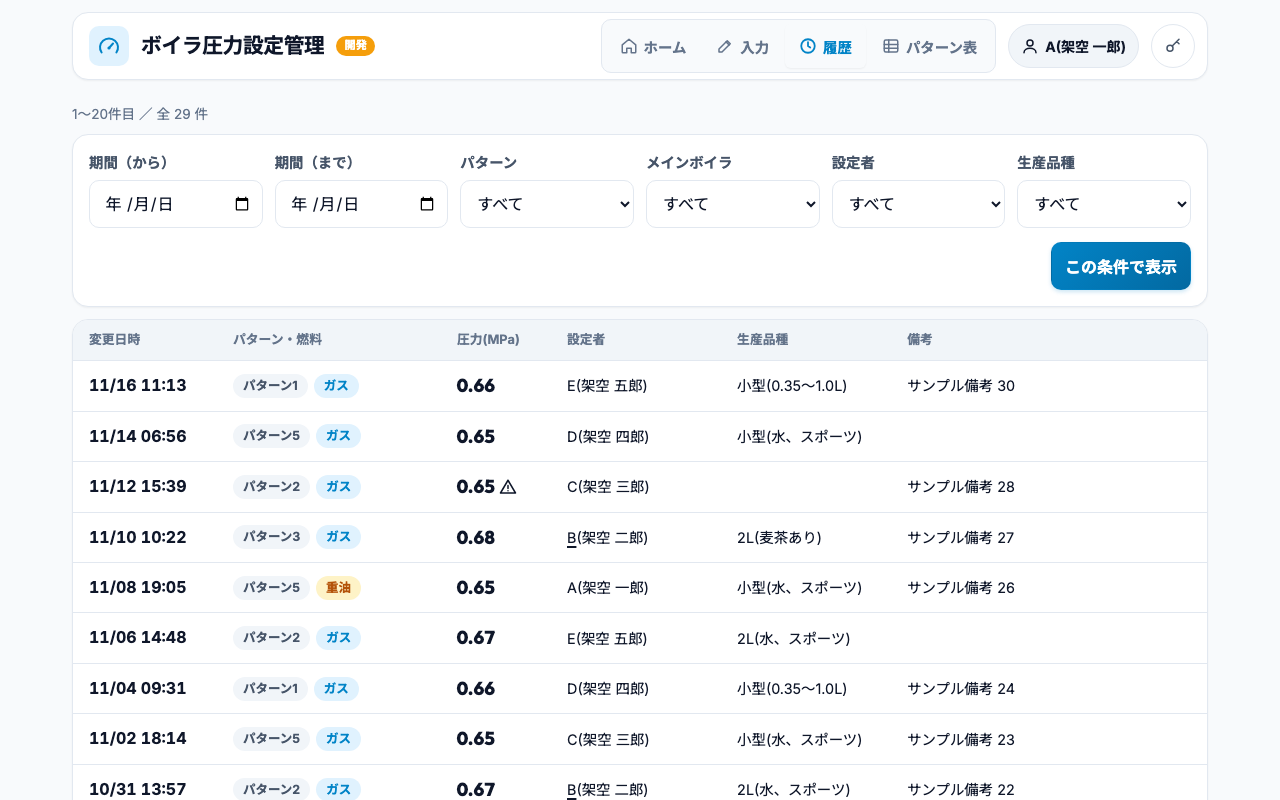 ボイラ圧力設定管理 開発 ホーム 入力 履歴 パターン表 A(架空 一郎)
1〜20件目 ／ 全 29 件
期間（から） 期間（まで） パターン メインボイラ 設定者 生産品種
年 /月/日 年 /月/日 すべて すべて すべて すべて
この条件で表示
変更日時 パターン・燃料 圧力(MPa) 設定者 生産品種 備考
11/16 11:13 パターン1 ガス 0.66 E(架空 五郎) 小型(0.35〜1.0L) サンプル備考 30
11/14 06:56 パターン5 ガス 0.65 D(架空 四郎) 小型(水、スポーツ)
11/12 15:39 パターン2 ガス 0.65 C(架空 三郎) サンプル備考 28
11/10 10:22 パターン3 ガス 0.68 B(架空 二郎) 2L(麦茶あり) サンプル備考 27
11/08 19:05 パターン5 重油 0.65 A(架空 一郎) 小型(水、スポーツ) サンプル備考 26
11/06 14:48 パターン2 ガス 0.67 E(架空 五郎) 2L(水、スポーツ)
11/04 09:31 パターン1 ガス 0.66 D(架空 四郎) 小型(0.35〜1.0L) サンプル備考 24
11/02 18:14 パターン5 ガス 0.65 C(架空 三郎) 小型(水、スポーツ) サンプル備考 23
10/31 13:57 パターン2 ガス 0.67 B(架空 二郎) 2L(水、スポーツ) サンプル備考 22